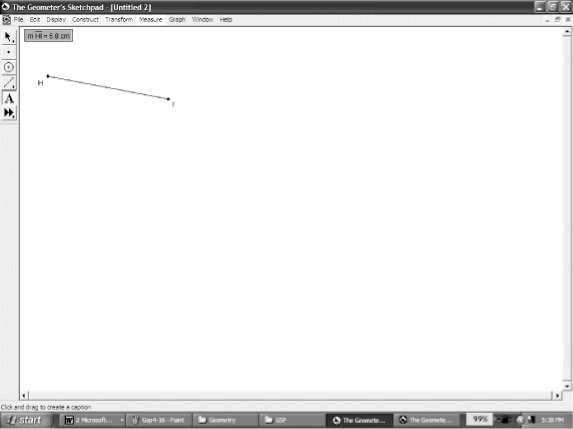 The Geometer's Sketchpad - [Untitled 2]
File Edit Display Construct Transform Measure Graph Window Help
m HI = 5.8 cm
H
I
A
Click and drag to create a caption
start 2 Microsoft... Gsp4-16 - Paint Geometry GSP The Geomete... The Geomete... 99% 5:38 PM